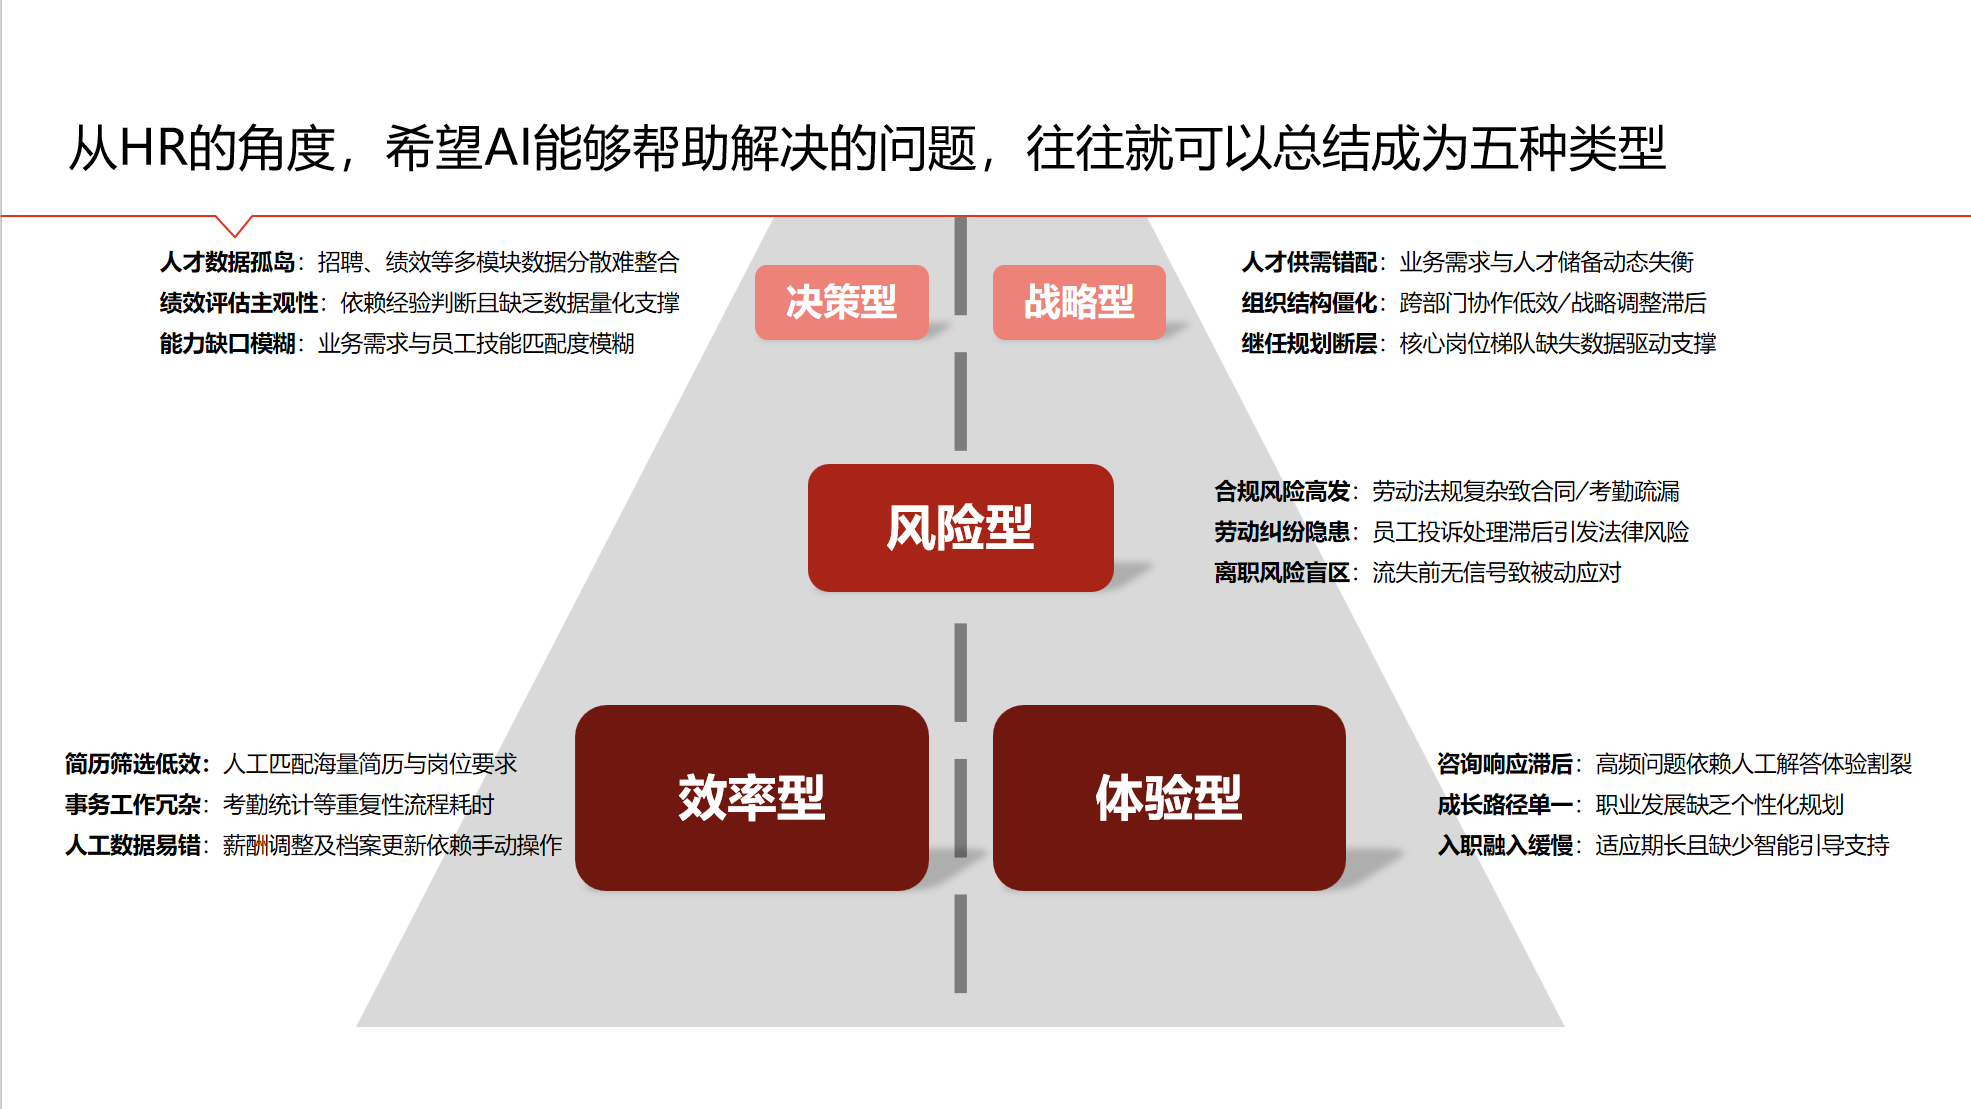 从HR的角度，希望AI能够帮助解决的问题，往往就可以总结成为五种类型
人才数据孤岛：招聘、绩效等多模块数据分散难整合
绩效评估主观性：依赖经验判断且缺乏数据量化支撑
能力缺口模糊：业务需求与员工技能匹配度模糊
决策型
战略型
人才供需错配：业务需求与人才储备动态失衡
组织结构僵化：跨部门协作低效/战略调整滞后
继任规划断层：核心岗位梯队缺失数据驱动支撑
风险型
合规风险高发：劳动法规复杂致合同/考勤疏漏
劳动纠纷隐患：员工投诉处理滞后引发法律风险
离职风险盲区：流失前无信号致被动应对
简历筛选低效：人工匹配海量简历与岗位要求
事务工作冗杂：考勤统计等重复性流程耗时
人工数据易错：薪酬调整及档案更新依赖手动操作
效率型
体验型
咨询响应滞后：高频问题依赖人工解答体验割裂
成长路径单一：职业发展缺乏个性化规划
入职融入缓慢：适应期长且缺少智能引导支持